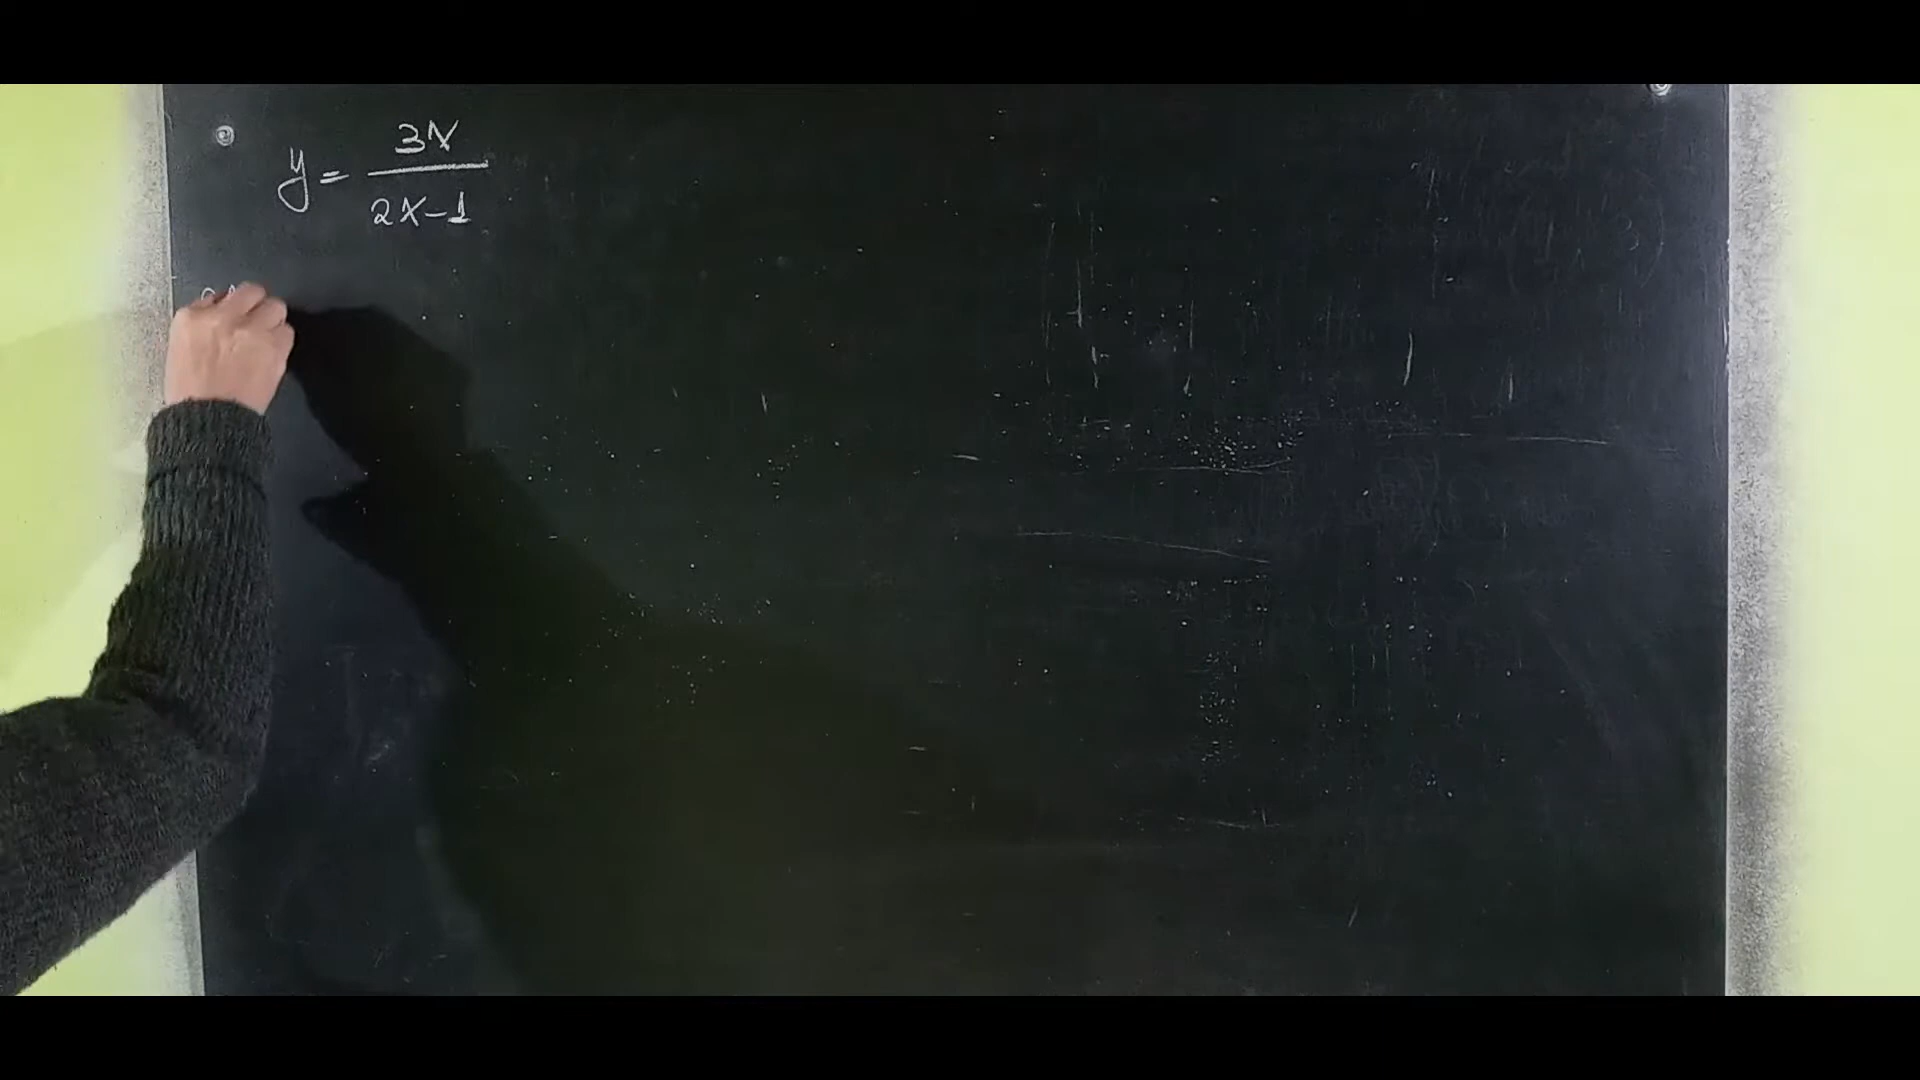 y = 3x / 2x-1